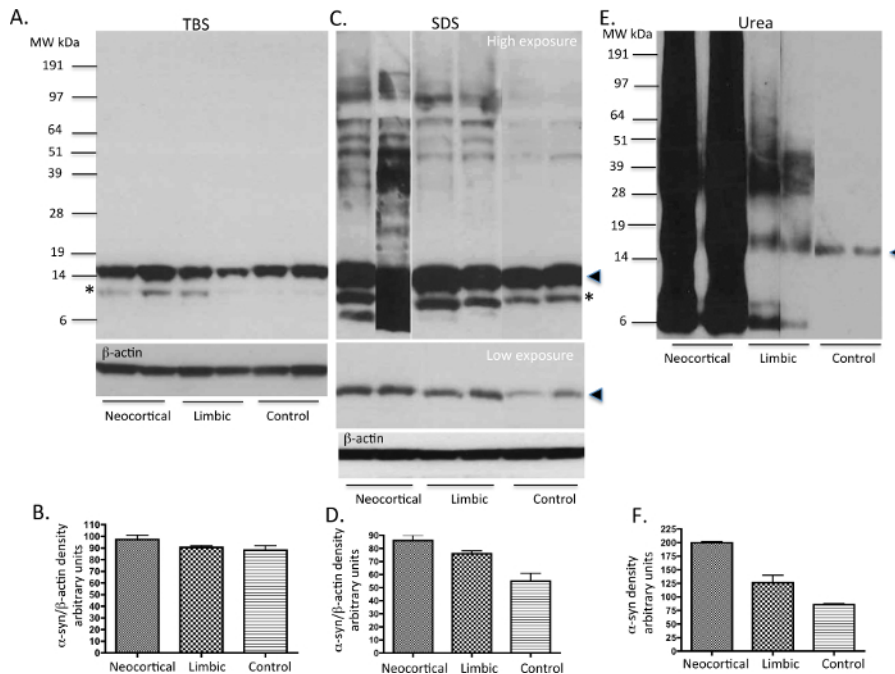 A.
TBS
MW kDa
191
97
64
51
39
28
19
14
*
6
β-actin
Neocortical Limbic Control
C.
SDS
High exposure
*
Low exposure
β-actin
Neocortical Limbic Control
E.
Urea
MW kDa
191
97
64
51
39
28
19
14
6
Neocortical Limbic Control
B.
α-syn/β-actin density
arbitrary units
110
100
90
80
70
60
50
40
30
20
10
0
Neocortical Limbic Control
D.
α-syn/β-actin density
arbitrary units
90
80
70
60
50
40
30
20
10
0
Neocortical Limbic Control
F.
α-syn density
arbitrary units
225
200
175
150
125
100
75
50
25
0
Neocortical Limbic Control